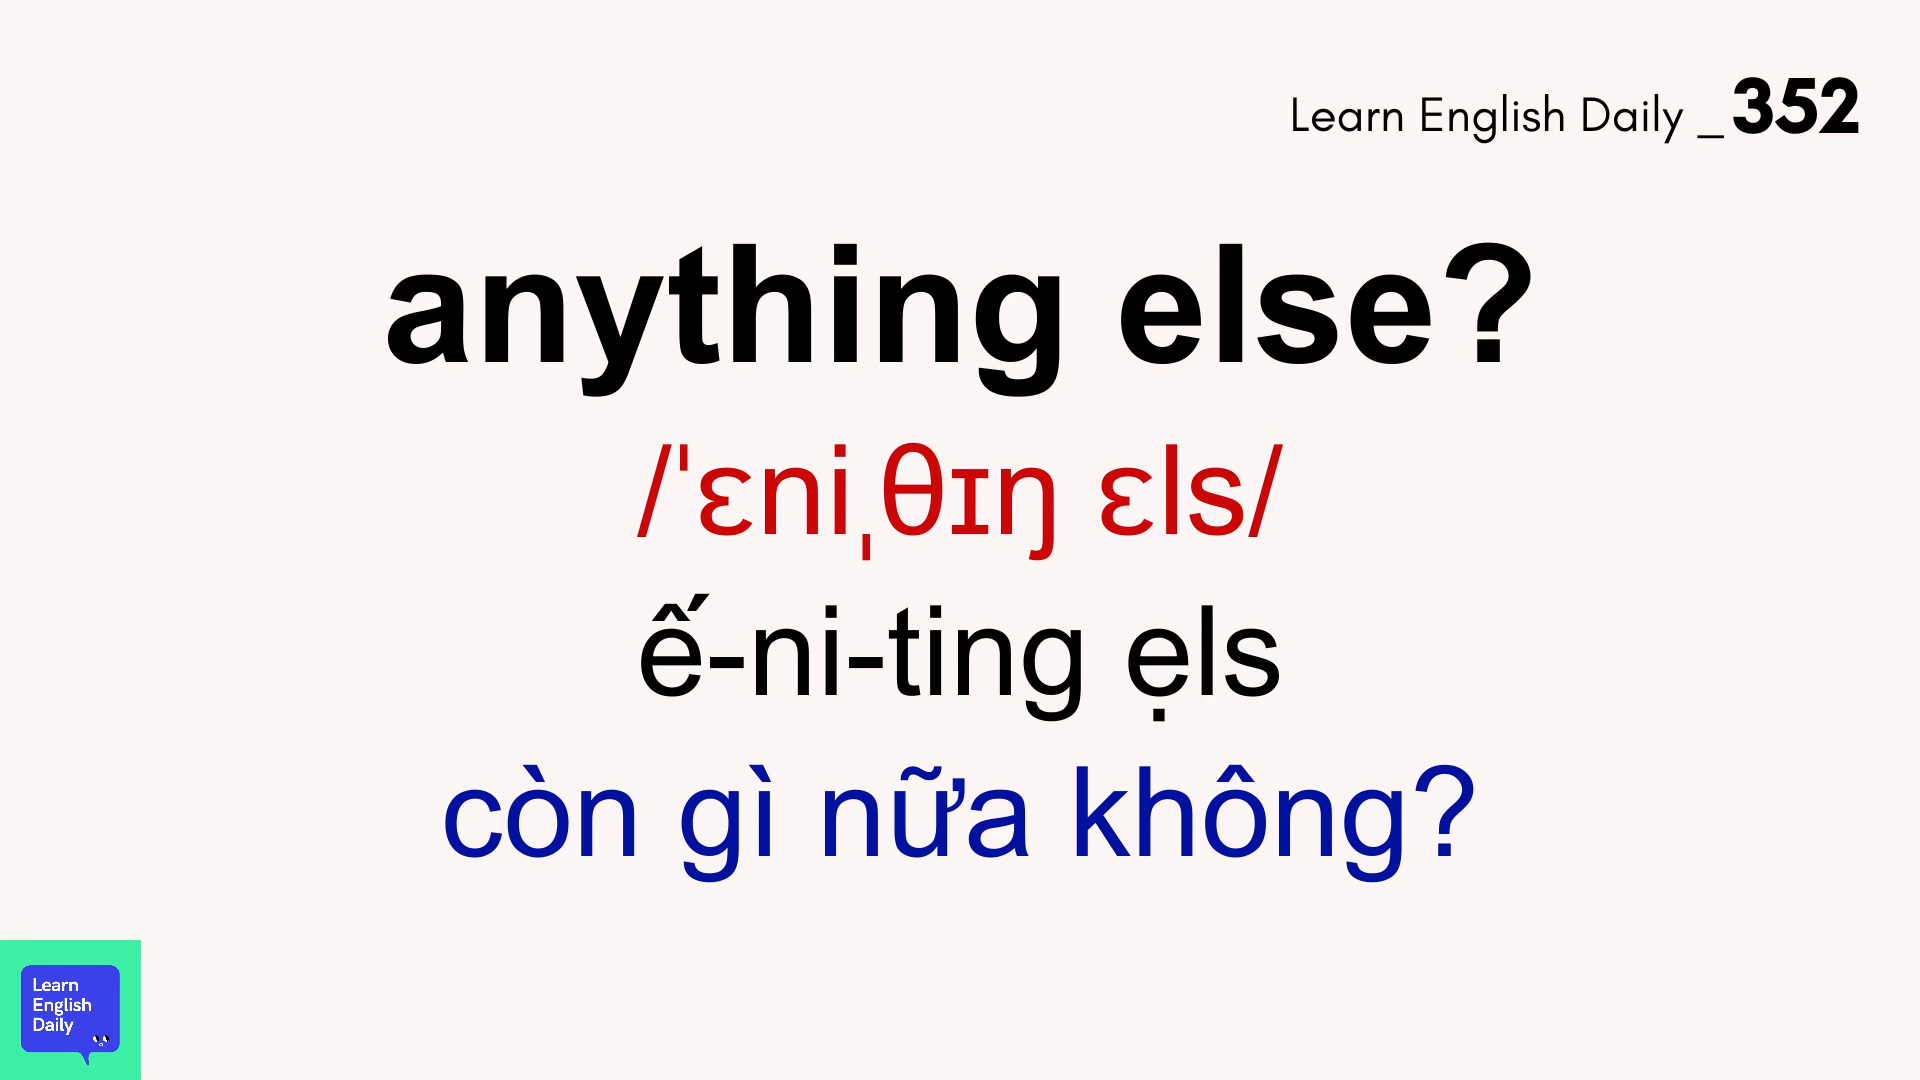 Learn English Daily _352
anything else?
/ˈɛniˌθɪŋ ɛls/
ế-ni-ting ẹls
còn gì nữa không?
Learn
English
Daily